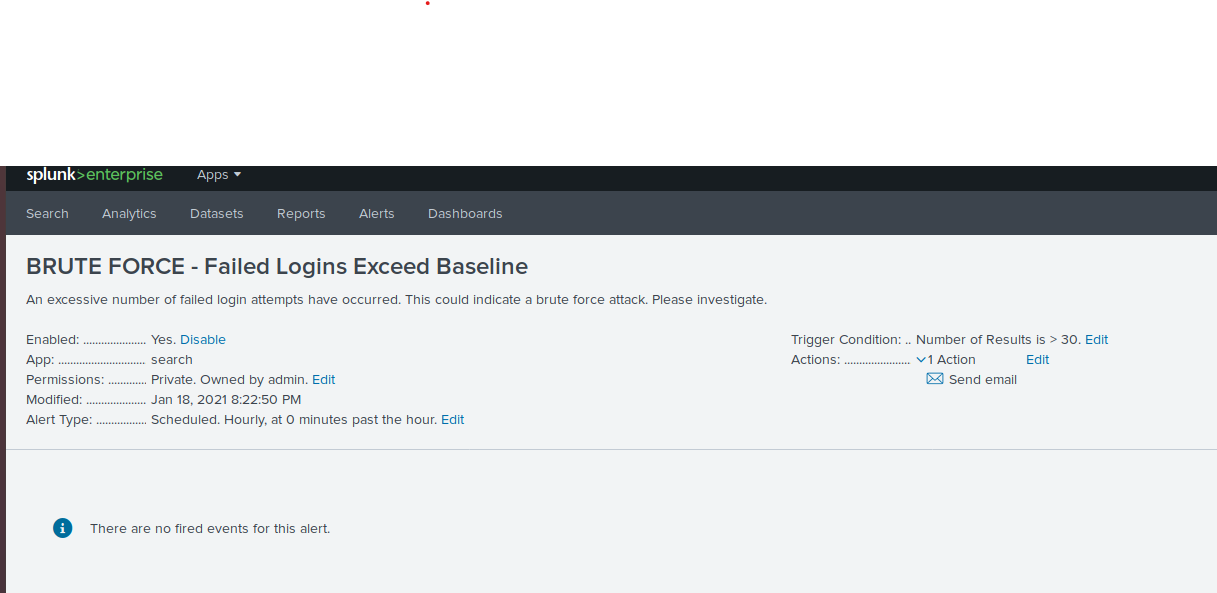 splunk>enterprise Apps
Search Analytics Datasets Reports Alerts Dashboards
BRUTE FORCE - Failed Logins Exceed Baseline
An excessive number of failed login attempts have occurred. This could indicate a brute force attack. Please investigate.
Enabled: ..................... Yes. Disable
App: ............................. search
Permissions: ............. Private. Owned by admin. Edit
Modified: .................... Jan 18, 2021 8:22:50 PM
Alert Type: ................. Scheduled. Hourly, at 0 minutes past the hour. Edit
Trigger Condition: .. Number of Results is > 30. Edit
Actions: ...................... 1 Action Edit
Send email
There are no fired events for this alert.